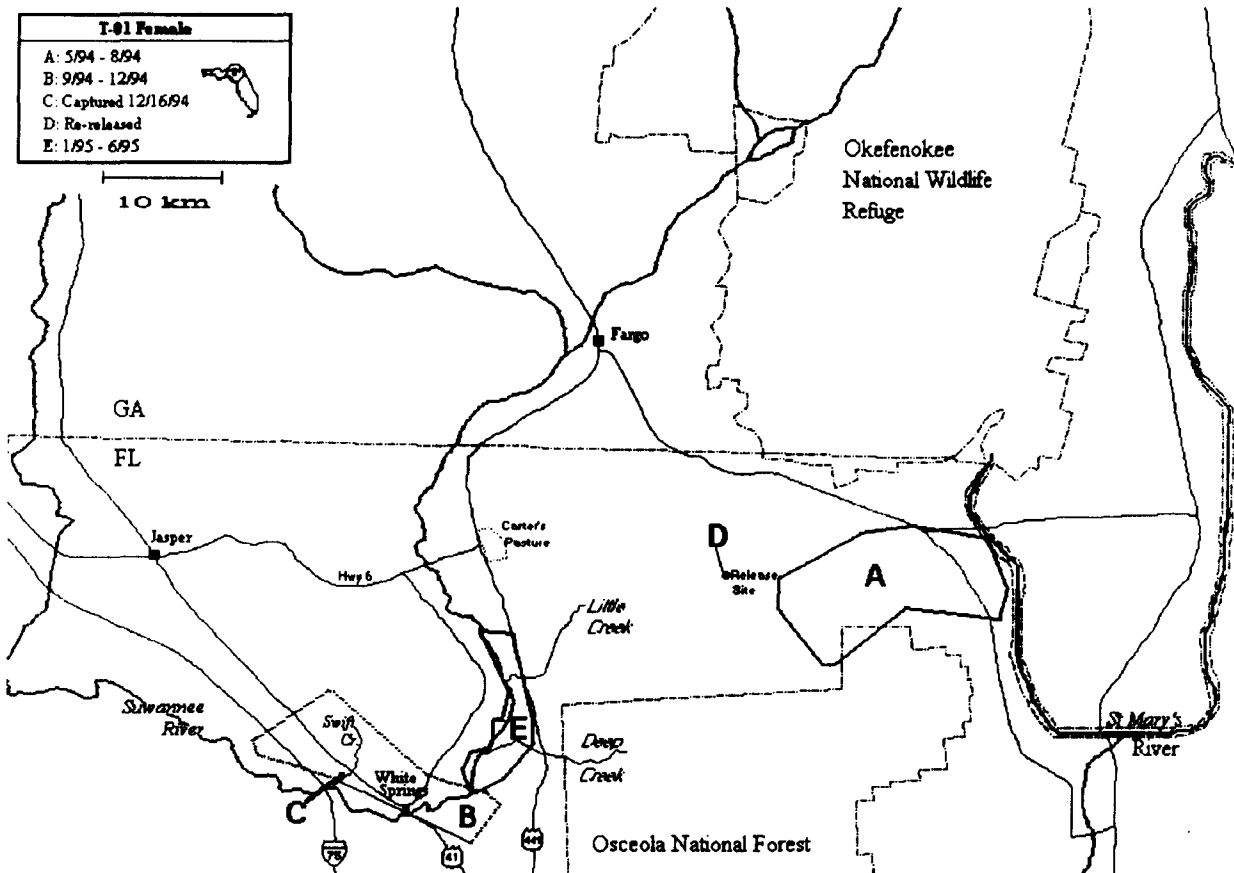 T-01 Female
A: 5/94 - 8/94
B: 9/94 - 12/94
C: Captured 12/16/94
D: Re-released
E: 1/95 - 6/95
10 km
Okefenokee
National Wildlife
Refuge
Fargo
GA
FL
Jasper
Carter's
Pasture
Hwy 6
D
Release
Site
A
Little
Creek
Suwannee
River
Swift
Cr
E
Deep
Creek
St Mary's
River
White
Springs
C
B
75
41
441
Osceola National Forest